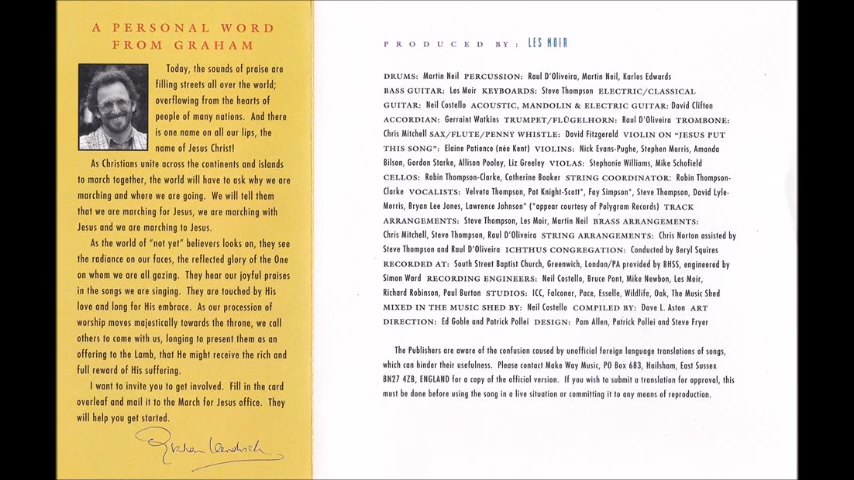 A PERSONAL WORD
FROM GRAHAM
Today, the sounds of praise are
filling streets all over the world;
overflowing from the hearts of
people of many nations. And there
is one name on all our lips, the
name of Jesus Christ!
As Christians unite across the continents and islands
to march together, the world will have to ask why we are
marching and where we are going. We will tell them
that we are marching for Jesus, we are marching with
Jesus and we are marching to Jesus.
As the world of "not yet" believers looks on, they see
the radiance on our faces, the reflected glory of the One
on whom we are all gazing. They hear our joyful praises
in the songs we are singing. They are touched by His
love and long for His embrace. As our procession of
worship moves majestically towards the throne, we call
others to come with us, longing to present them as an
offering to the Lamb, that He might receive the rich and
full reward of His suffering.
I want to invite you to get involved. Fill in the card
overleaf and mail it to the March for Jesus office. They
will help you get started.
Graham Kendrick
PRODUCED BY: LES MOIR
DRUMS: Martin Neil PERCUSSION: Raul D'Oliveira, Martin Neil, Karlos Edwards
BASS GUITAR: Les Moir KEYBOARDS: Steve Thompson ELECTRIC/CLASSICAL
GUITAR: Neil Costello ACOUSTIC, MANDOLIN & ELECTRIC GUITAR: David Clifton
ACCORDIAN: Gerraint Watkins TRUMPET/FLÜGELHORN: Raul D'Oliveira TROMBONE:
Chris Mitchell SAX/FLUTE/PENNY WHISTLE: David Fitzgerald VIOLIN ON "JESUS PUT
THIS SONG": Elaine Patience (née Kent) VIOLINS: Nick Evans-Pughe, Stephen Morris, Amanda
Bilson, Gordon Starko, Allison Pooley, Liz Greeley VIOLAS: Stephanie Williams, Mike Schofield
CELLOS: Robin Thompson-Clarke, Catherine Booker STRING COORDINATOR: Robin Thompson-
Clarke VOCALISTS: Velveta Thompson, Pat Knight-Scott*, Fay Simpson*, Steve Thompson, David Lyle-
Morris, Bryan Lee Jones, Lawrence Johnson* (*appear courtesy of Polygram Records) TRACK
ARRANGEMENTS: Steve Thompson, Les Moir, Martin Neil BRASS ARRANGEMENTS:
Chris Mitchell, Steve Thompson, Raul D'Oliveira STRING ARRANGEMENTS: Chris Norton assisted by
Steve Thompson and Raul D'Oliveira ICHTHUS CONGREGATION: Conducted by Beryl Squires
RECORDED AT: South Street Baptist Church, Greenwich, London/PA provided by BHSS, engineered by
Simon Ward RECORDING ENGINEERS: Neil Costello, Bruce Pont, Mike Newbon, Les Moir,
Richard Robinson, Paul Burton STUDIOS: ICC, Falconer, Pace, Esselle, Wildlife, Oak, The Music Shed
MIXED IN THE MUSIC SHED BY: Neil Costello COMPILED BY: Dave L. Aston ART
DIRECTION: Ed Goble and Patrick Pollei DESIGN: Pam Allen, Patrick Pollei and Steve Fryer
The Publishers are aware of the confusion caused by unofficial foreign language translations of songs,
which can hinder their usefulness. Please contact Make Way Music, PO Box 683, Hailsham, East Sussex
BN27 4ZB, ENGLAND for a copy of the official version. If you wish to submit a translation for approval, this
must be done before using the song in a live situation or committing it to any means of reproduction.